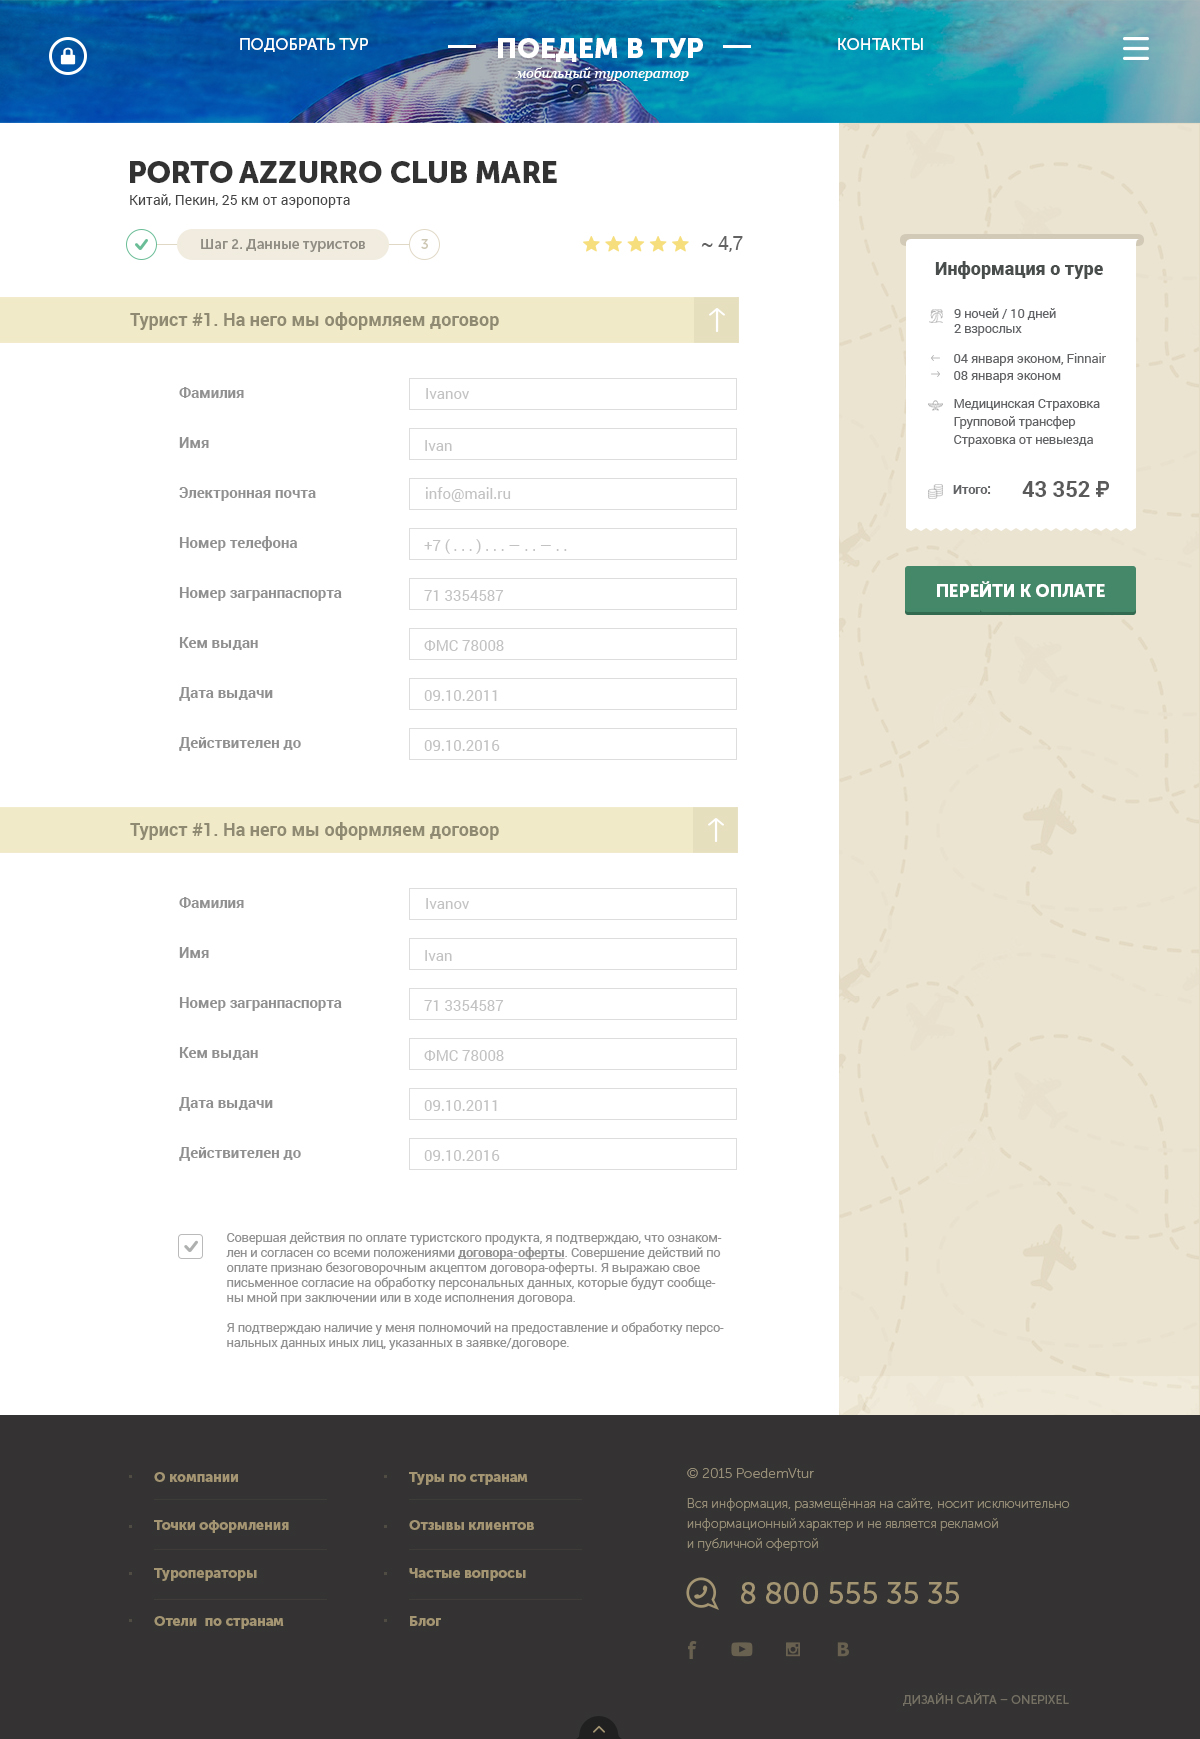 ПОДОБРАТЬ ТУР
ПОЕДЕМ В ТУР
мобильный туроператор
КОНТАКТЫ
PORTO AZZURRO CLUB MARE
Китай, Пекин, 25 км от аэропорта
Шаг 2. Данные туристов
3
~ 4,7
Турист #1. На него мы оформляем договор
Фамилия
Ivanov
Имя
Ivan
Электронная почта
info@mail.ru
Номер телефона
+7 ( . . . ) . . . – . . – . .
Номер загранпаспорта
71 3354587
Кем выдан
ФМС 78008
Дата выдачи
09.10.2011
Действителен до
09.10.2016
Турист #1. На него мы оформляем договор
Фамилия
Ivanov
Имя
Ivan
Номер загранпаспорта
71 3354587
Кем выдан
ФМС 78008
Дата выдачи
09.10.2011
Действителен до
09.10.2016
Совершая действия по оплате туристского продукта, я подтверждаю, что ознаком-
лен и согласен со всеми положениями договора-оферты. Совершение действий по
оплате признаю безоговорочным акцептом договора-оферты. Я выражаю свое
письменное согласие на обработку персональных данных, которые будут сообще-
ны мной при заключении или в ходе исполнения договора.
Я подтверждаю наличие у меня полномочий на предоставление и обработку персо-
нальных данных иных лиц, указанных в заявке/договоре.
Информация о туре
9 ночей / 10 дней
2 взрослых
04 января эконом, Finnair
08 января эконом
Медицинская Страховка
Групповой трансфер
Страховка от невыезда
Итого:
43 352 ₽
ПЕРЕЙТИ К ОПЛАТЕ
О компании
Точки оформления
Туроператоры
Отели по странам
Туры по странам
Отзывы клиентов
Частые вопросы
Блог
© 2015 PoedemVtur
Вся информация, размещённая на сайте, носит исключительно
информационный характер и не является рекламой
и публичной офертой
8 800 555 35 35
ДИЗАЙН САЙТА – ONEPIXEL